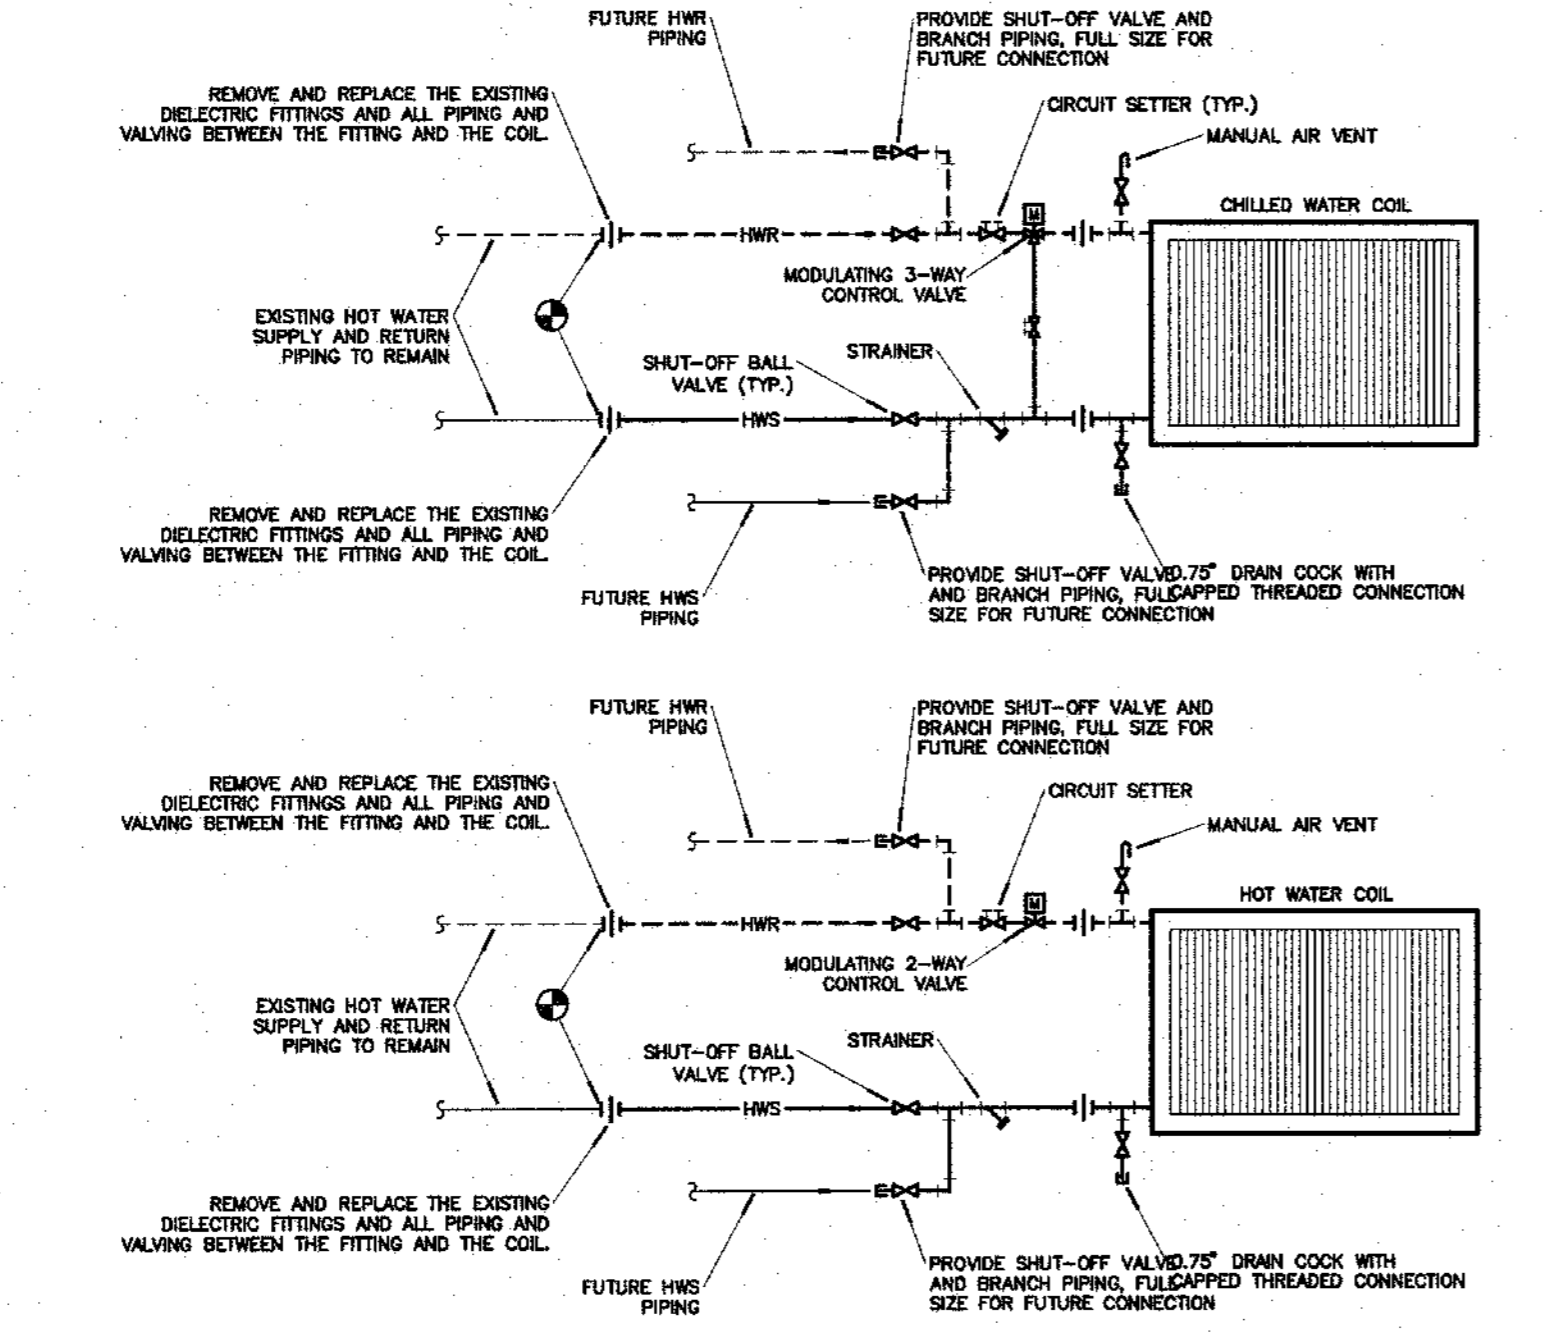 FUTURE HWR
PIPING
PROVIDE SHUT-OFF VALVE AND
BRANCH PIPING, FULL SIZE FOR
FUTURE CONNECTION
REMOVE AND REPLACE THE EXISTING
DIELECTRIC FITTINGS AND ALL PIPING AND
VALVING BETWEEN THE FITTING AND THE COIL.
CIRCUIT SETTER (TYP.)
MANUAL AIR VENT
CHILLED WATER COIL
M
HWR
MODULATING 3-WAY
CONTROL VALVE
EXISTING HOT WATER
SUPPLY AND RETURN
PIPING TO REMAIN
STRAINER
SHUT-OFF BALL
VALVE (TYP.)
HWS
REMOVE AND REPLACE THE EXISTING
DIELECTRIC FITTINGS AND ALL PIPING AND
VALVING BETWEEN THE FITTING AND THE COIL.
FUTURE HWS
PIPING
PROVIDE SHUT-OFF VALVE
AND BRANCH PIPING, FULL
SIZE FOR FUTURE CONNECTION
0.75" DRAIN COCK WITH
CAPPED THREADED CONNECTION
FUTURE HWR
PIPING
PROVIDE SHUT-OFF VALVE AND
BRANCH PIPING, FULL SIZE FOR
FUTURE CONNECTION
REMOVE AND REPLACE THE EXISTING
DIELECTRIC FITTINGS AND ALL PIPING AND
VALVING BETWEEN THE FITTING AND THE COIL.
CIRCUIT SETTER
MANUAL AIR VENT
HOT WATER COIL
M
HWR
MODULATING 2-WAY
CONTROL VALVE
EXISTING HOT WATER
SUPPLY AND RETURN
PIPING TO REMAIN
STRAINER
SHUT-OFF BALL
VALVE (TYP.)
HWS
REMOVE AND REPLACE THE EXISTING
DIELECTRIC FITTINGS AND ALL PIPING AND
VALVING BETWEEN THE FITTING AND THE COIL.
FUTURE HWS
PIPING
PROVIDE SHUT-OFF VALVE
AND BRANCH PIPING, FULL
SIZE FOR FUTURE CONNECTION
0.75" DRAIN COCK WITH
CAPPED THREADED CONNECTION